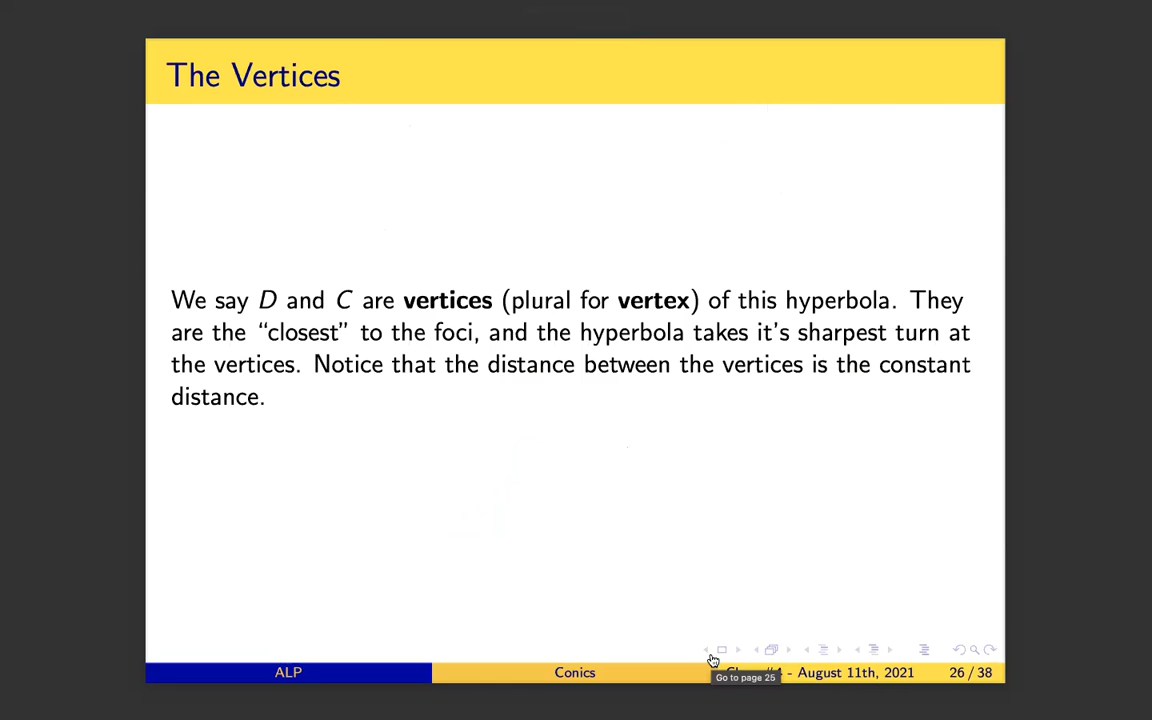 The Vertices
We say D and C are vertices (plural for vertex) of this hyperbola. They
are the “closest” to the foci, and the hyperbola takes it's sharpest turn at
the vertices. Notice that the distance between the vertices is the constant
distance.
ALP
Conics
#4 - August 11th, 2021
26 / 38
Go to page 25